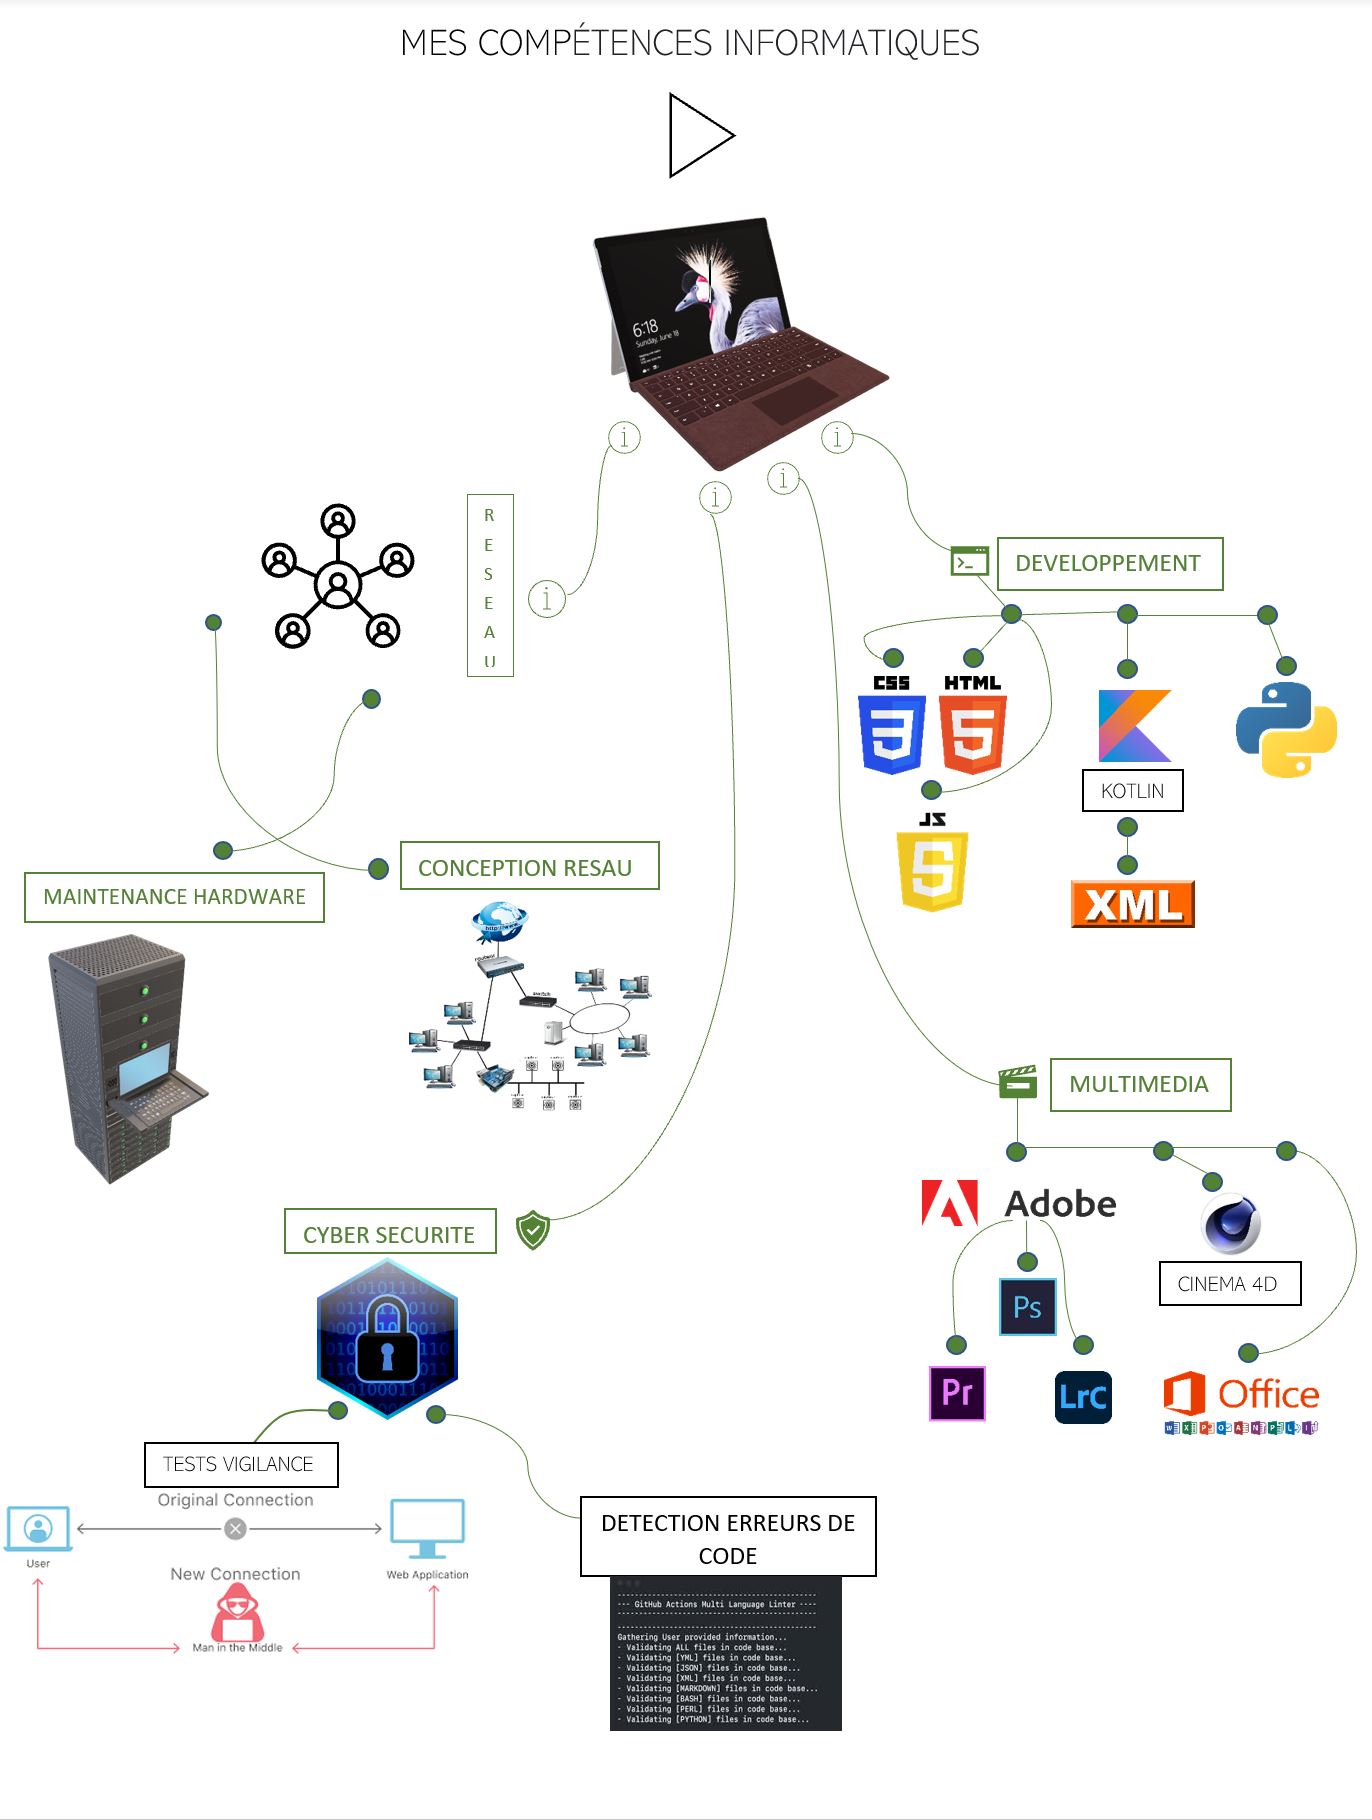 MES COMPÉTENCES INFORMATIQUES
6:18
Sunday, June 18
i
i
i
i
i
RESEAU
>_
DEVELOPPEMENT
CSS
3
HTML
5
KOTLIN
JS
XML
MAINTENANCE HARDWARE
CONCEPTION RESAU
switch
MULTIMEDIA
Adobe
CYBER SECURITE
CINEMA 4D
Ps
Pr
LrC
Office
TESTS VIGILANCE
Original Connection
User
Web Application
New Connection
Man in the Middle
DETECTION ERREURS DE
CODE
--- GitHub Actions Multi Language Linter ----
Gathering User provided information...
- Validating ALL files in code base...
- Validating [YML] files in code base...
- Validating [JSON] files in code base...
- Validating [XML] files in code base...
- Validating [MARKDOWN] files in code base...
- Validating [BASH] files in code base...
- Validating [PERL] files in code base...
- Validating [PYTHON] files in code base...